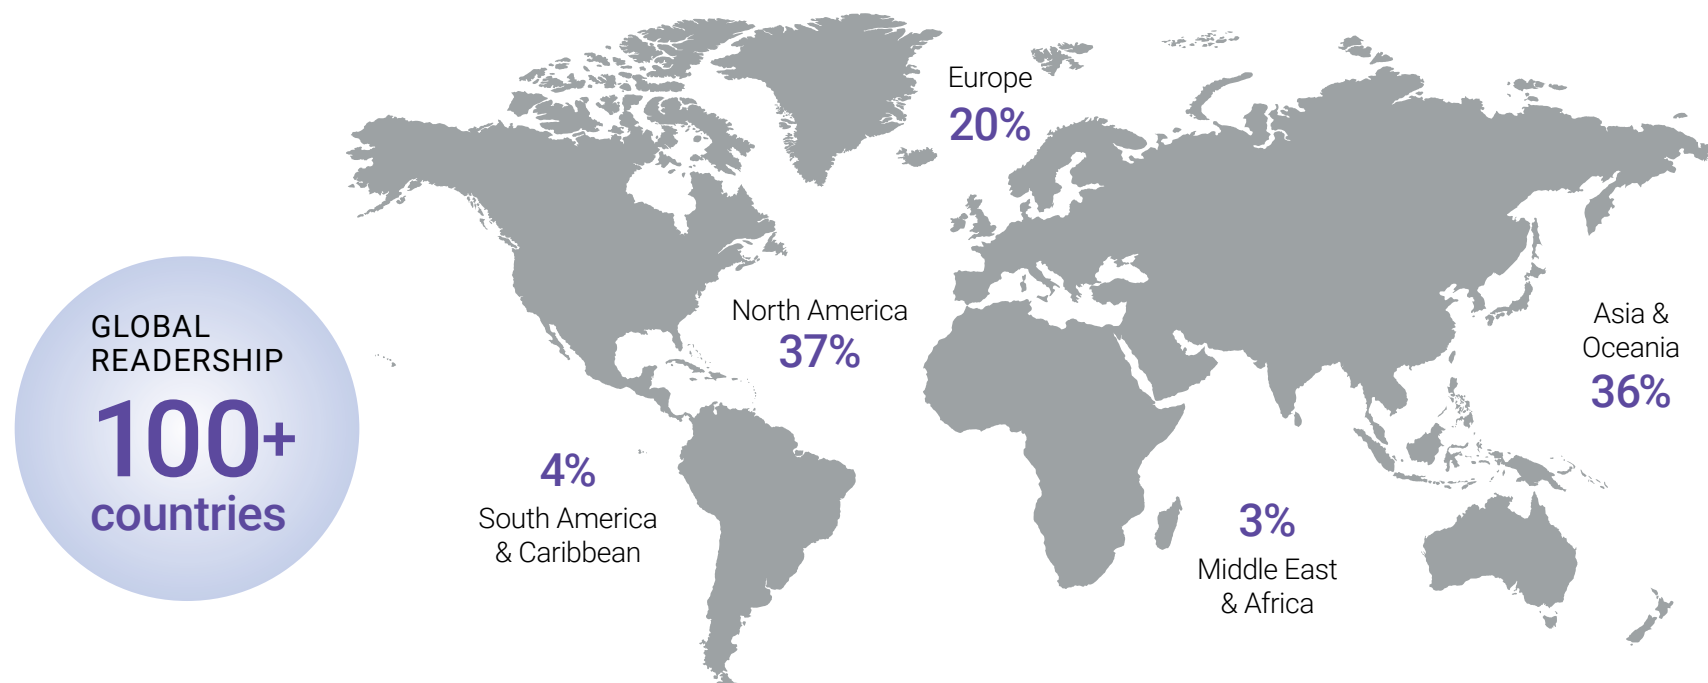 GLOBAL
READERSHIP
100+
countries
Europe
20%
North America
37%
Asia &
Oceania
36%
4%
South America
& Caribbean
3%
Middle East
& Africa